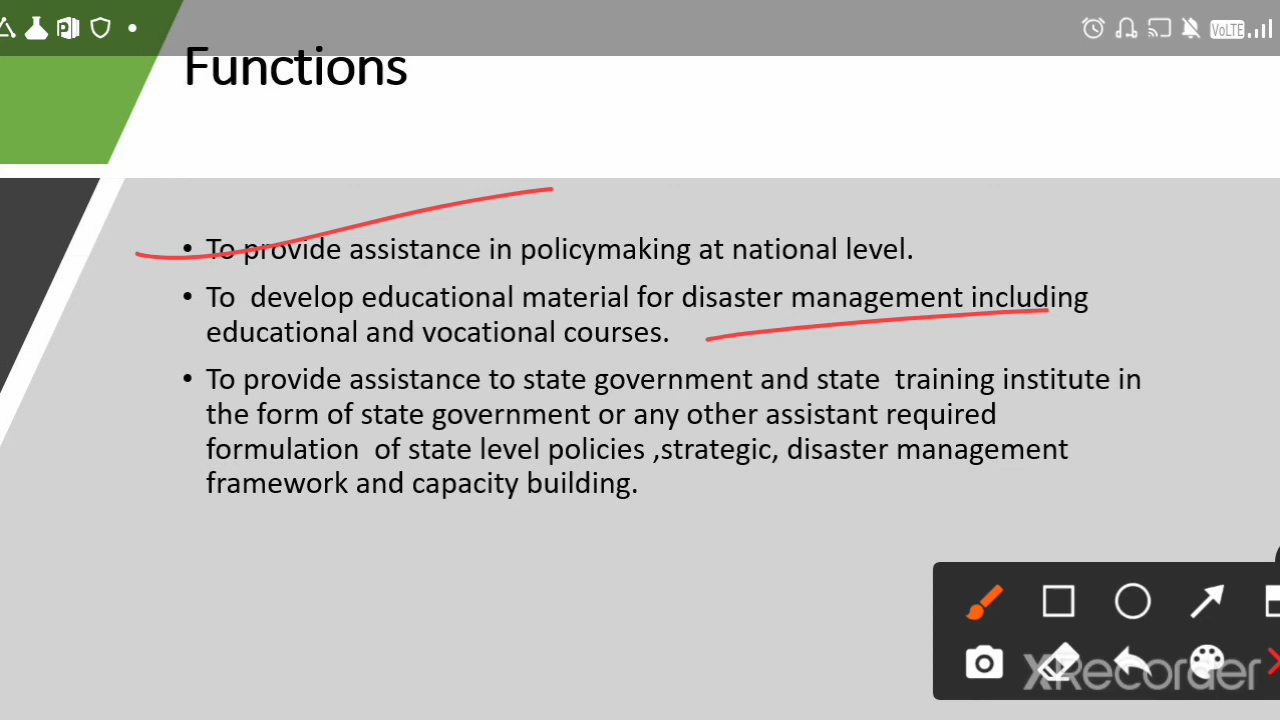 VoLTE
Functions
• To provide assistance in policymaking at national level.
• To develop educational material for disaster management including
educational and vocational courses.
• To provide assistance to state government and state training institute in
the form of state government or any other assistant required
formulation of state level policies ,strategic, disaster management
framework and capacity building.
XRecorder